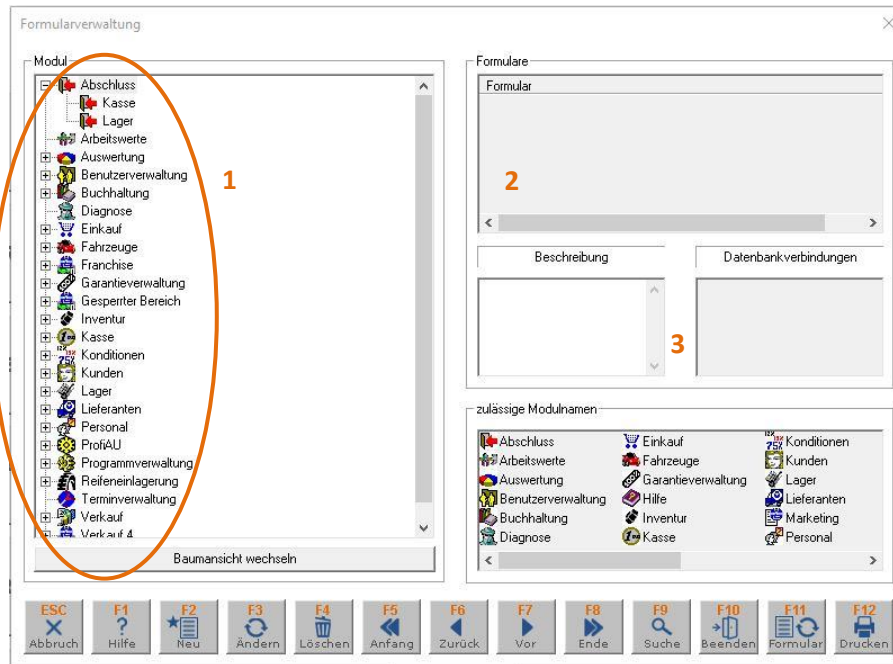 Formularverwaltung
Modul
Abschluss
Kasse
Lager
Arbeitswerte
Auswertung
Benutzerverwaltung
Buchhaltung
Diagnose
Einkauf
Fahrzeuge
Franchise
Garantieverwaltung
Gesperrter Bereich
Inventur
Kasse
Konditionen
Kunden
Lager
Lieferanten
Personal
ProfiAU
Programmverwaltung
Reifeneinlagerung
Terminverwaltung
Verkauf
Verkauf 4
1
Baumansicht wechseln
Formulare
Formular
2
Beschreibung Datenbankverbindungen
3
zulässige Modulnamen
Abschluss Einkauf Konditionen
Arbeitswerte Fahrzeuge Kunden
Auswertung Garantieverwaltung Lager
Benutzerverwaltung Hilfe Lieferanten
Buchhaltung Inventur Marketing
Diagnose Kasse Personal
ESC F1 F2 F3 F4 F5 F6 F7 F8 F9 F10 F11 F12
Abbruch Hilfe Neu Ändern Löschen Anfang Zurück Vor Ende Suche Beenden Formular Drucken